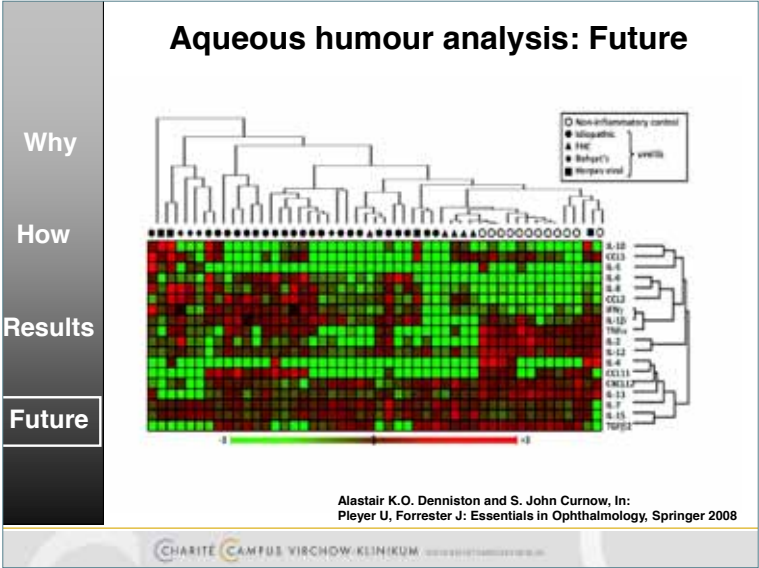 Aqueous humour analysis: Future
Why
How
Results
Future
Non-inflammatory control
Idiopathic
FHC
Behçet's
Herpes viral
uveitis
IL-10
CCL5
IL-5
IL-6
IL-8
CCL2
IFNγ
IL-1β
TNFα
IL-2
IL-12
IL-4
CCL11
CXCL12
IL-13
IL-7
IL-15
TGFβ2
-3
+3
Alastair K.O. Denniston and S. John Curnow, In:
Pleyer U, Forrester J: Essentials in Ophthalmology, Springer 2008
CHARITÉ CAMPUS VIRCHOW-KLINIKUM